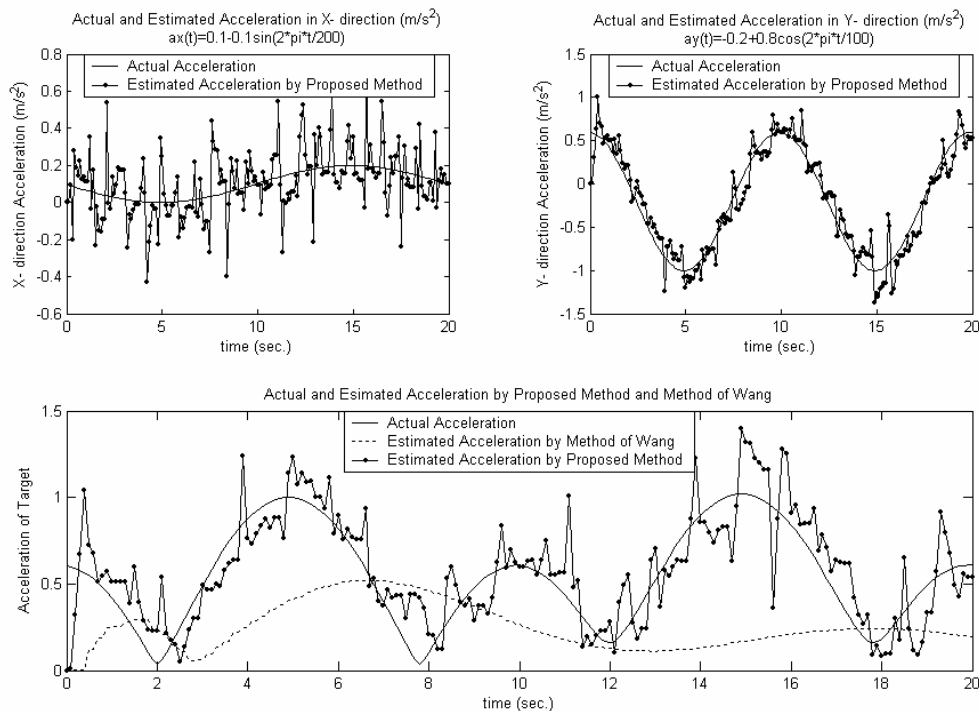 Actual and Estimated Acceleration in X- direction (m/s2)
ax(t)=0.1-0.1sin(2*pi*t/200)
Actual Acceleration
Estimated Acceleration by Proposed Method
X- direction Acceleration (m/s2)
0.8
0.6
0.4
0.2
0
-0.2
-0.4
-0.6
0
5
10
15
20
time (sec.)
Actual and Estimated Acceleration in Y- direction (m/s2)
ay(t)=-0.2+0.8cos(2*pi*t/100)
Actual Acceleration
Estimated Acceleration by Proposed Method
Y- direction Acceleration (m/s2)
1.5
1
0.5
0
-0.5
-1
-1.5
0
5
10
15
20
time (sec.)
Actual and Esimated Acceleration by Proposed Method and Method of Wang
Actual Acceleration
Estimated Acceleration by Method of Wang
Estimated Acceleration by Proposed Method
Acceleration of Target
1.5
1
0.5
0
0
2
4
6
8
10
12
14
16
18
20
time (sec.)